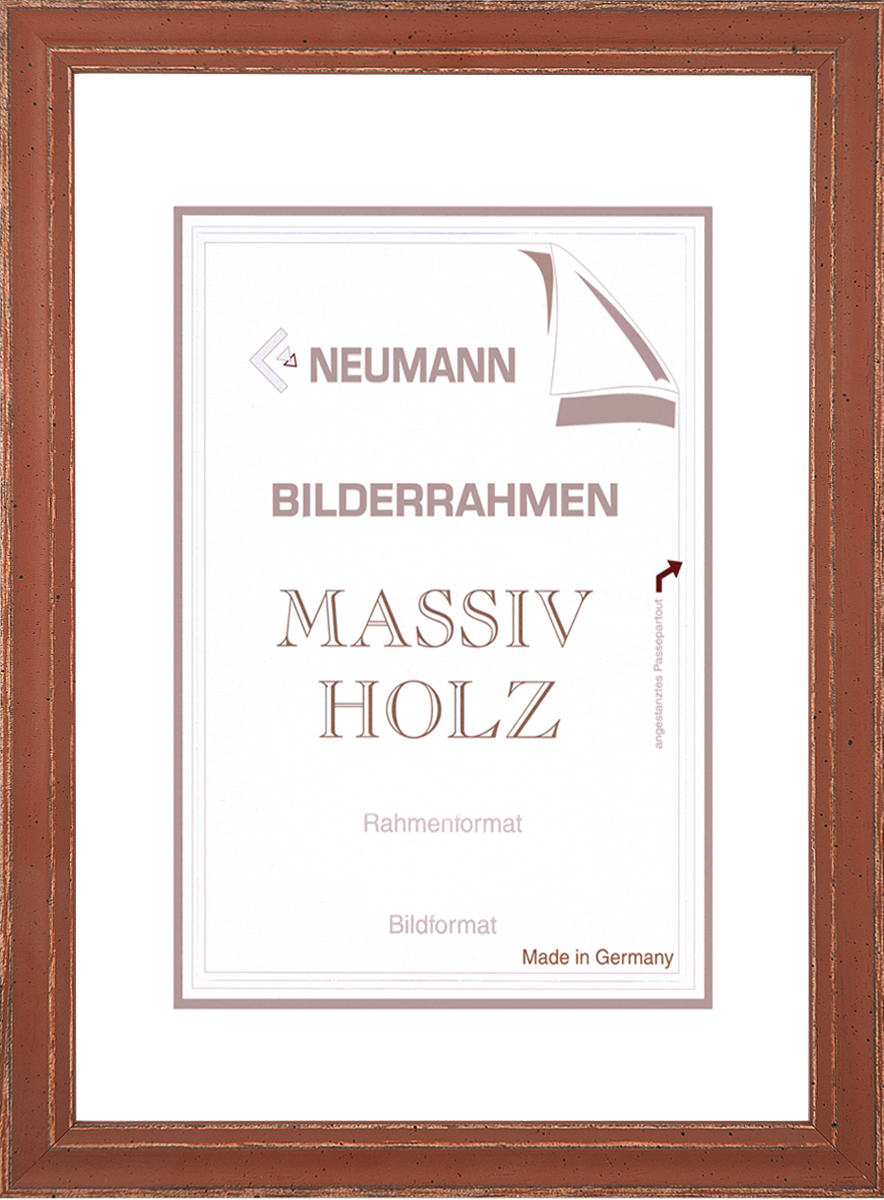 NEUMANN
BILDERRAHMEN
MASSIV
HOLZ
angestanztes Passepartout
Rahmenformat
Bildformat
Made in Germany